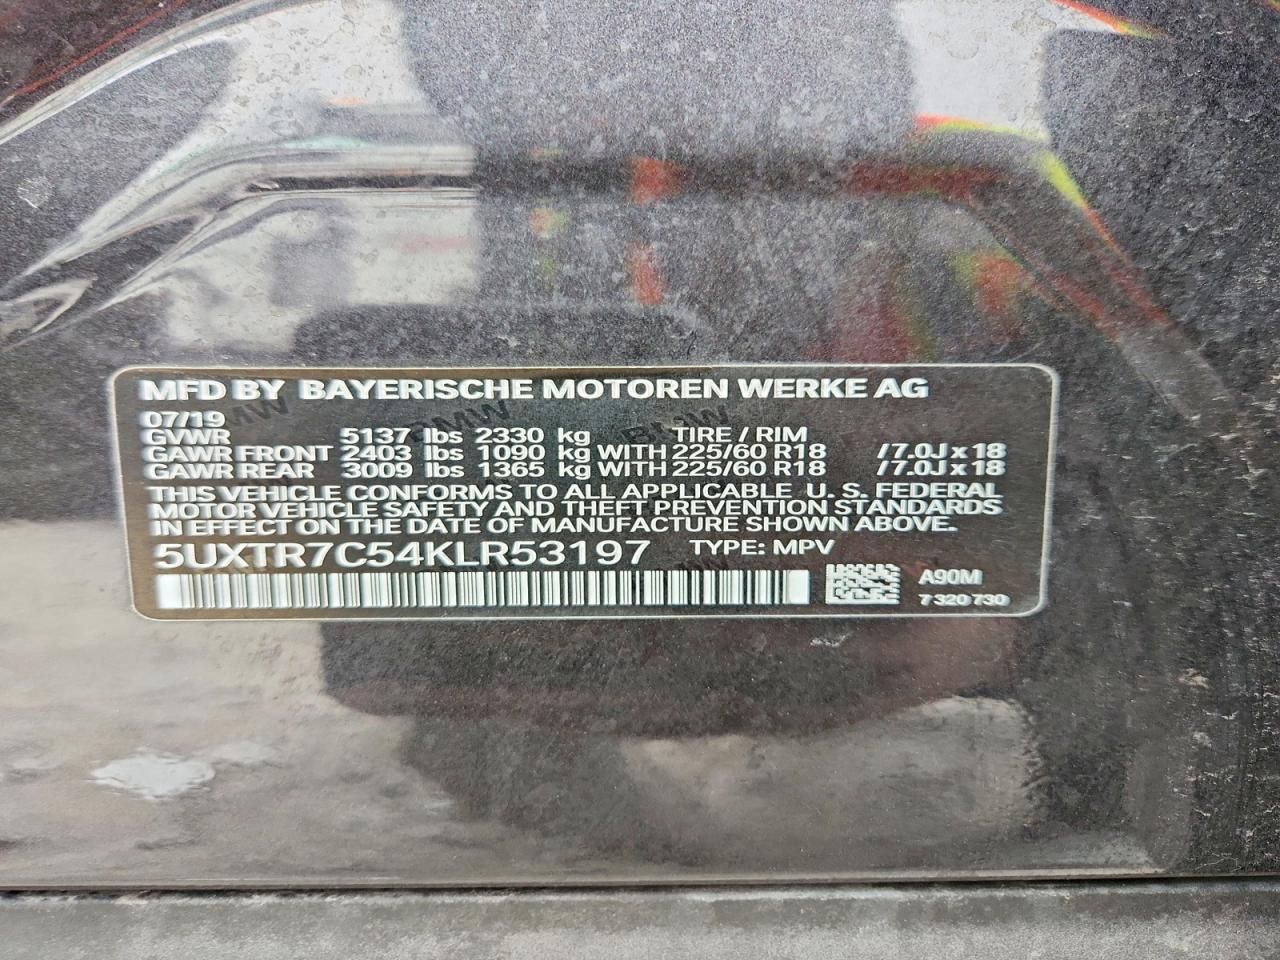 MFD BY BAYERISCHE MOTOREN WERKE AG
07/19
GVWR 5137 lbs 2330 kg TIRE / RIM
GAWR FRONT 2403 lbs 1090 kg WITH 225/60 R18 /7.0J x 18
GAWR REAR 3009 lbs 1365 kg WITH 225/60 R18 /7.0J x 18
THIS VEHICLE CONFORMS TO ALL APPLICABLE U. S. FEDERAL
MOTOR VEHICLE SAFETY AND THEFT PREVENTION STANDARDS
IN EFFECT ON THE DATE OF MANUFACTURE SHOWN ABOVE.
5UXTR7C54KLR53197 TYPE: MPV
A90M
7 320 730